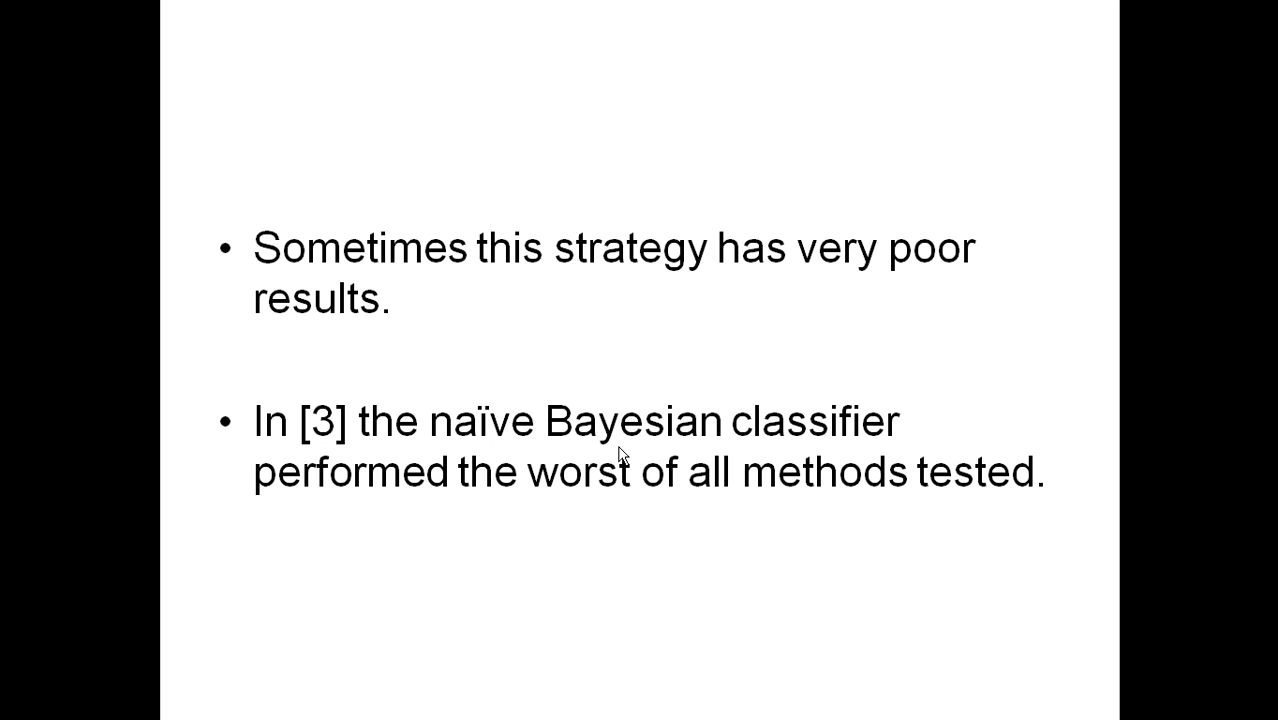 • Sometimes this strategy has very poor
results.
• In [3] the naïve Bayesian classifier
performed the worst of all methods tested.